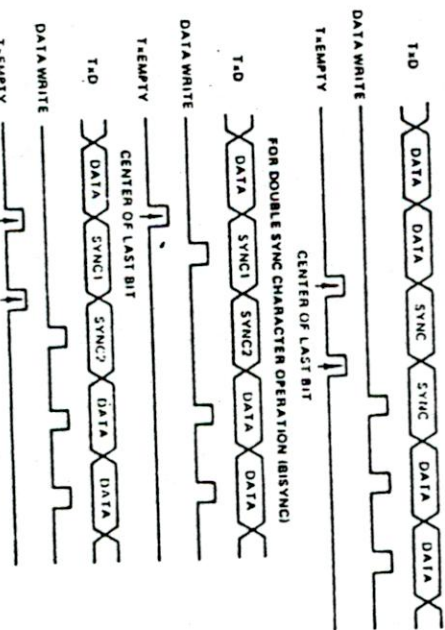 TxD DATA DATA SYNC SYNC DATA DATA
DATA WRITE
TxEMPTY
CENTER OF LAST BIT
FOR DOUBLE SYNC CHARACTER OPERATION (BISYNC)
TxD DATA SYNC1 SYNC2 DATA DATA
DATA WRITE
TxEMPTY
CENTER OF LAST BIT
TxD DATA SYNC1 SYNC2 DATA DATA
DATA WRITE
TxEMPTY